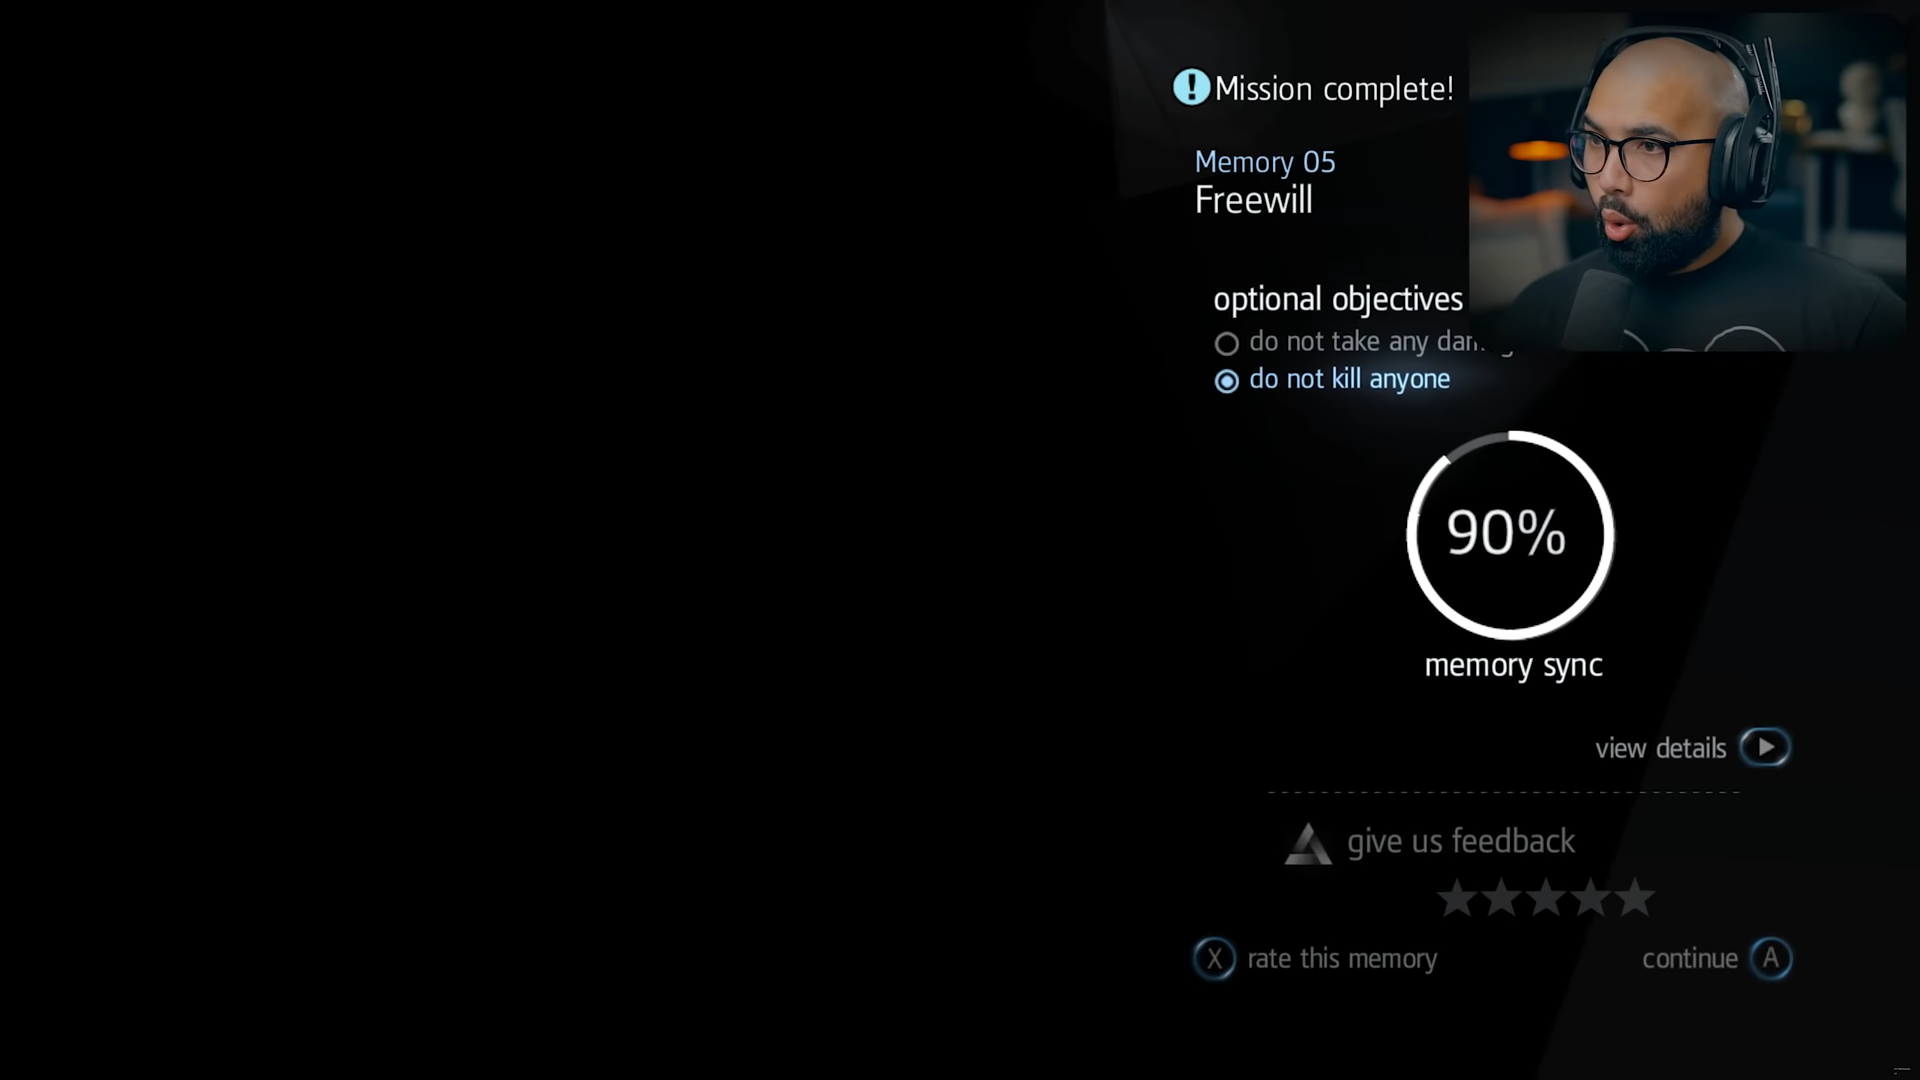 Mission complete!
Memory 05
Freewill
optional objectives
do not take any
do not kill anyone
90%
memory sync
view details
give us feedback
X rate this memory
continue A